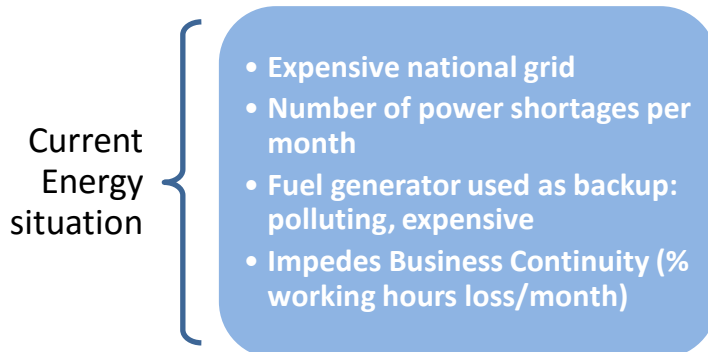 Current
Energy
situation
• Expensive national grid
• Number of power shortages per
month
• Fuel generator used as backup:
polluting, expensive
• Impedes Business Continuity (%
working hours loss/month)